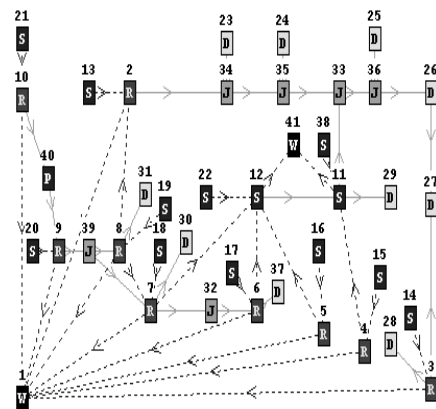 21 23 24 25
S D D D
10 13 2 34 35 33 36 26
R S R J J J J D
41 38
W S
40 31 19 22 12 11 29 27
P D S S S S D D
20 9 39 8 18 30 16
S R J R S D S
17 37 15
S D S
7 32 6 14
R J R S
5 4 28
R R D
1 3
W R